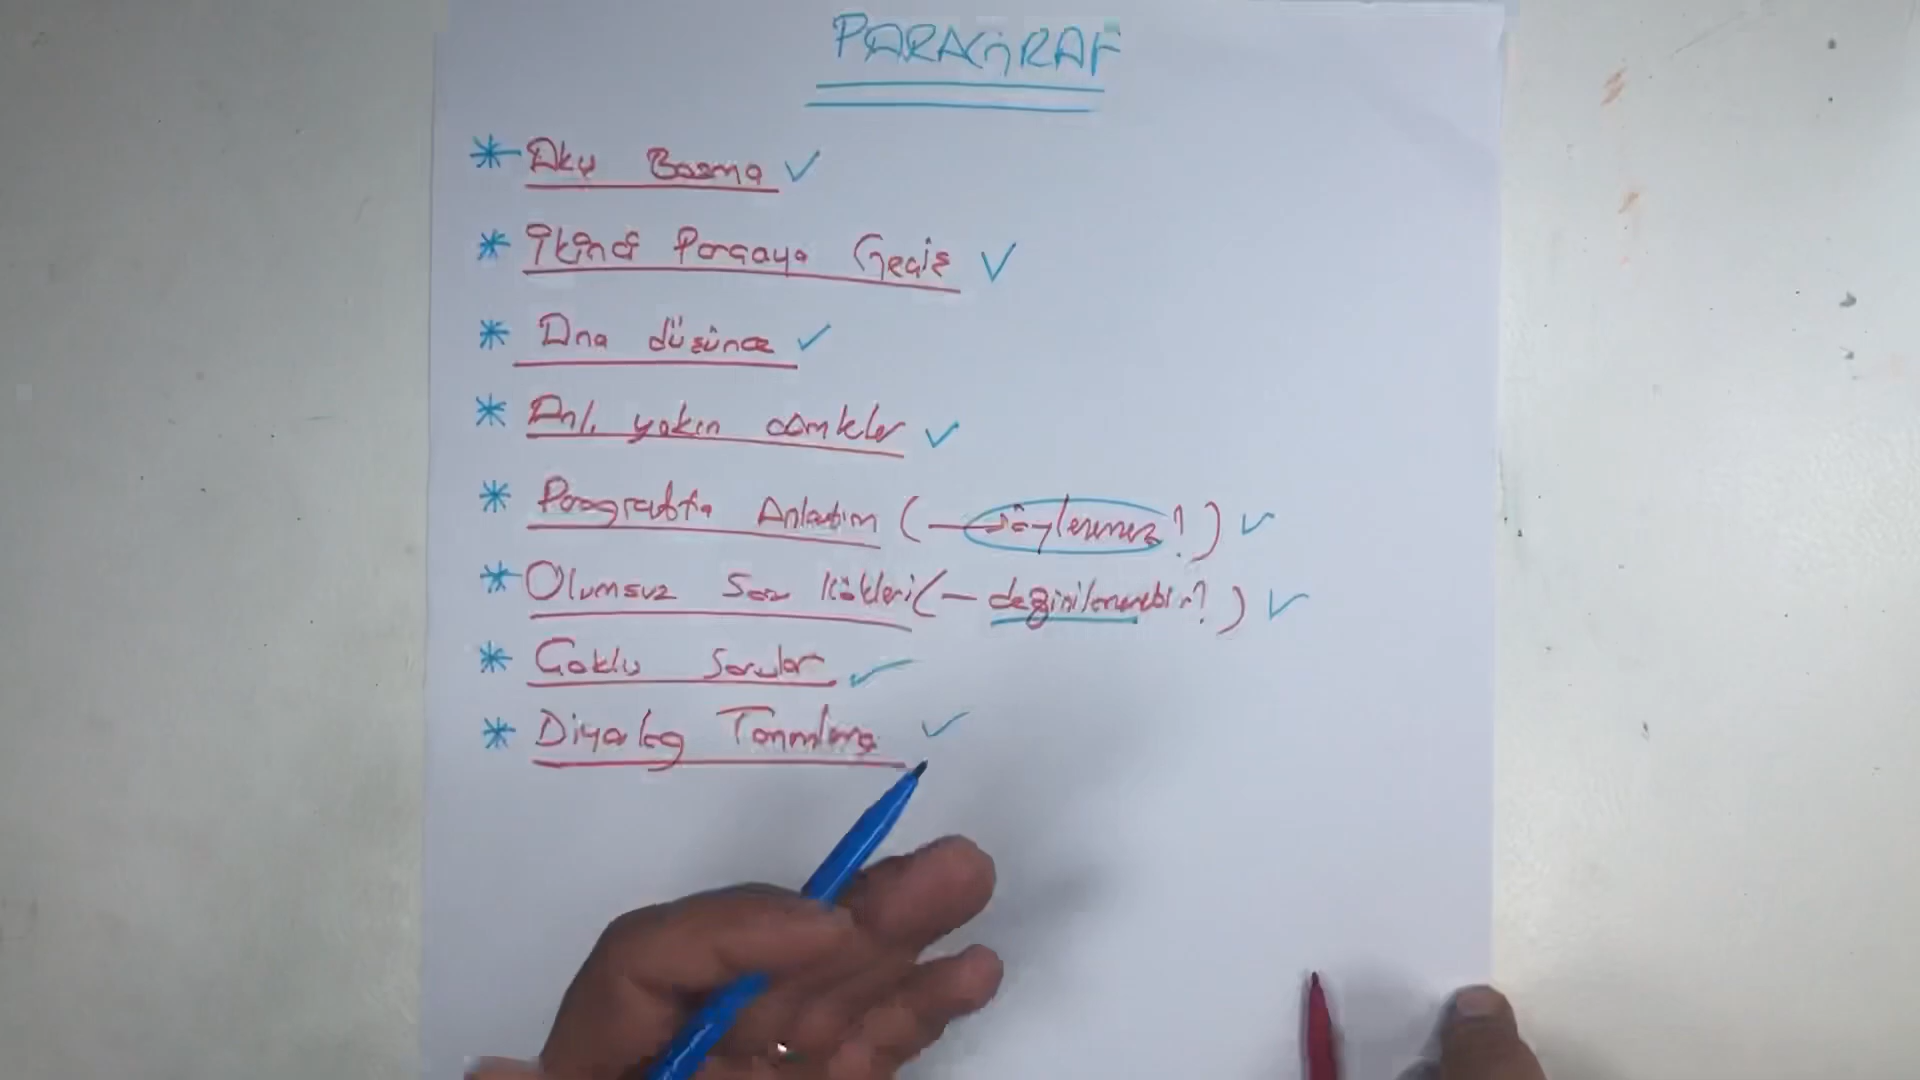 PARAGRAF
* Akış Bozma ✓
* İkinci Parçaya Geçiş ✓
* Ana düşünce ✓
* Anl. yakın cümleler ✓
* Paragrafta Anlatım ( — söylenemez? ) ✓
* Olumsuz Soru Kökleri ( — değinilmemektedir? ) ✓
* Çoklu Sorular ✓
* Diyalog Tamamlama ✓